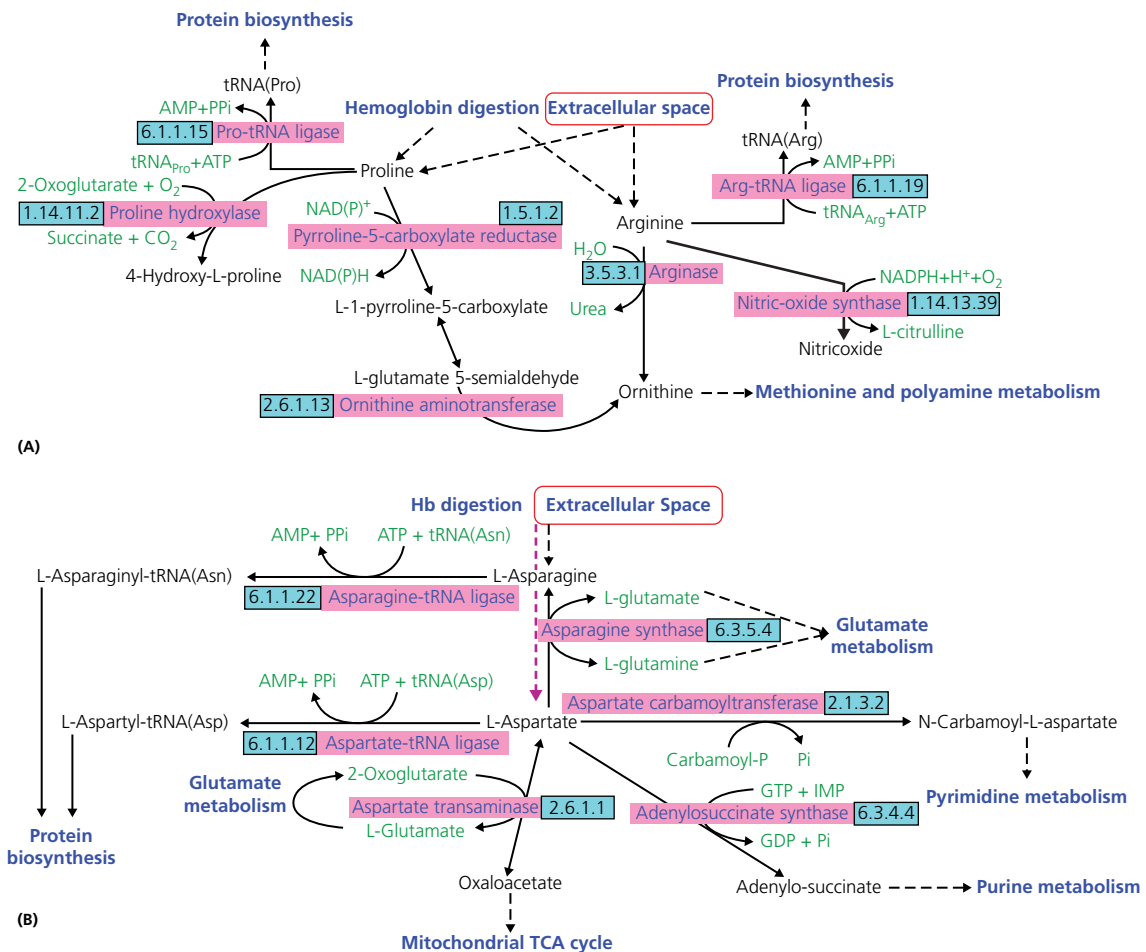 Protein biosynthesis
tRNA(Pro)
AMP+PPi
6.1.1.15 Pro-tRNA ligase
tRNAPro+ATP
Hemoglobin digestion Extracellular space
Protein biosynthesis
tRNA(Arg)
AMP+PPi
Arg-tRNA ligase 6.1.1.19
tRNAArg+ATP
Proline
2-Oxoglutarate + O2
1.14.11.2 Proline hydroxylase
Succinate + CO2
4-Hydroxy-L-proline
NAD(P)+
1.5.1.2
Pyrroline-5-carboxylate reductase
NAD(P)H
Arginine
H2O
3.5.3.1 Arginase
Urea
NADPH+H++O2
Nitric-oxide synthase 1.14.13.39
L-citrulline
Nitricoxide
L-1-pyrroline-5-carboxylate
L-glutamate 5-semialdehyde
2.6.1.13 Ornithine aminotransferase
Ornithine
Methionine and polyamine metabolism
(A)
Hb digestion Extracellular Space
AMP+ PPi ATP + tRNA(Asn)
L-Asparaginyl-tRNA(Asn)
L-Asparagine
6.1.1.22 Asparagine-tRNA ligase
L-glutamate
Asparagine synthase 6.3.5.4
L-glutamine
Glutamate
metabolism
AMP+ PPi ATP + tRNA(Asp)
L-Aspartyl-tRNA(Asp)
L-Aspartate
6.1.1.12 Aspartate-tRNA ligase
Aspartate carbamoyltransferase 2.1.3.2
N-Carbamoyl-L-aspartate
Carbamoyl-P Pi
Pyrimidine metabolism
Glutamate
metabolism
2-Oxoglutarate
Aspartate transaminase 2.6.1.1
L-Glutamate
GTP + IMP
Adenylosuccinate synthase 6.3.4.4
GDP + Pi
Protein
biosynthesis
Oxaloacetate
Adenylo-succinate
Purine metabolism
(B)
Mitochondrial TCA cycle